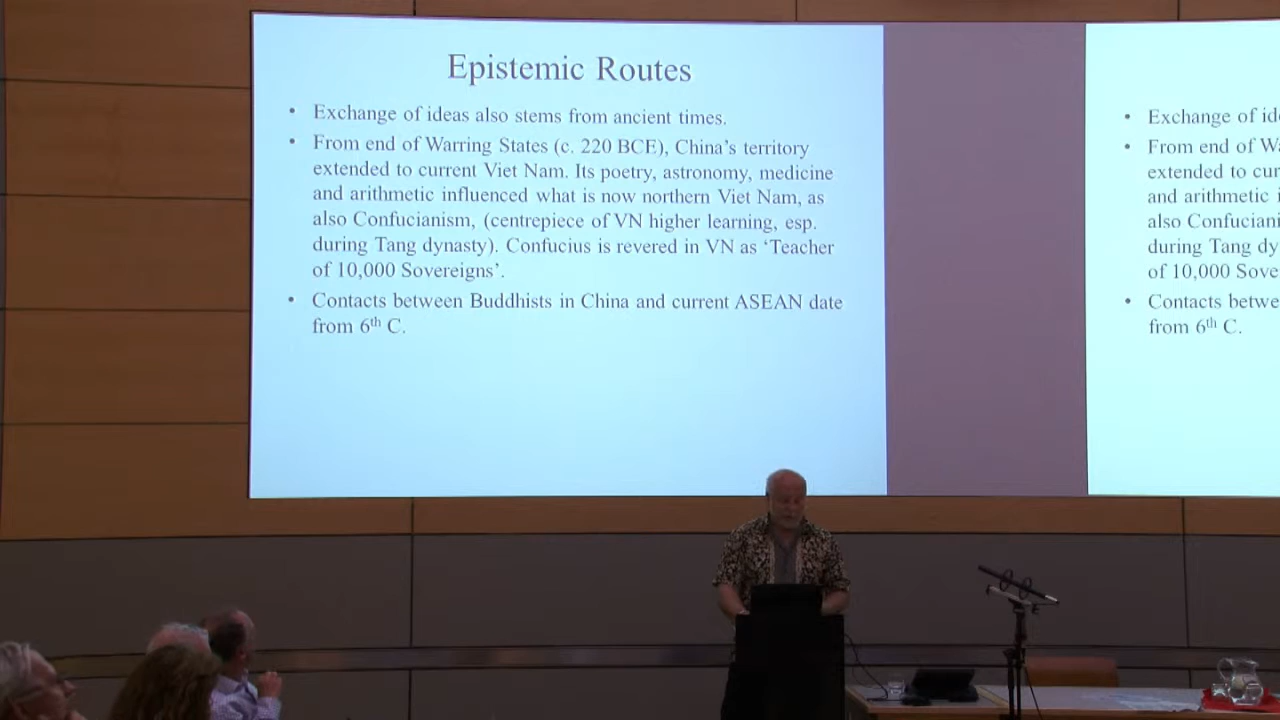 Epistemic Routes
• Exchange of ideas also stems from ancient times.
• From end of Warring States (c. 220 BCE), China's territory
extended to current Viet Nam. Its poetry, astronomy, medicine
and arithmetic influenced what is now northern Viet Nam, as
also Confucianism, (centrepiece of VN higher learning, esp.
during Tang dynasty). Confucius is revered in VN as ‘Teacher
of 10,000 Sovereigns’.
• Contacts between Buddhists in China and current ASEAN date
from 6th C.
• Exchange of ide
• From end of Wa
extended to cur
and arithmetic i
also Confuciani
during Tang dy
of 10,000 Sove
• Contacts betwe
from 6th C.